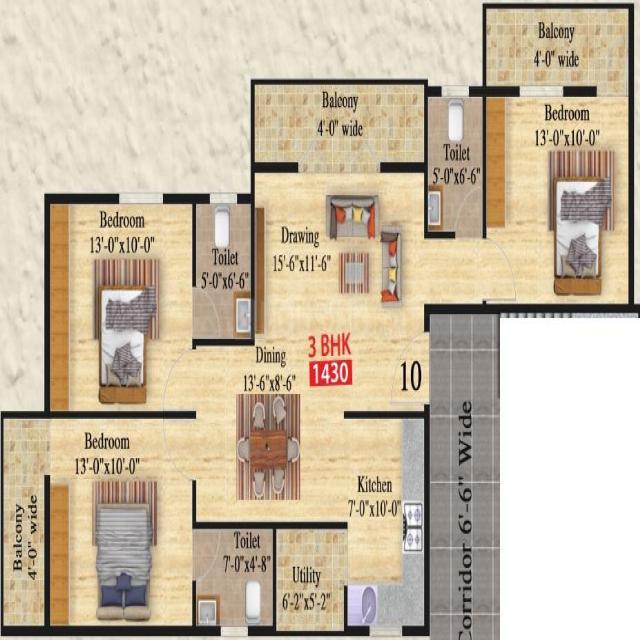 Balcony
4'-0" wide
Balcony
4'-0" wide
Bedroom
13'-0"x10'-0"
Toilet
5'-0"x6'-6"
Bedroom
13'-0"x10'-0"
Toilet
5'-0"x6'-6"
Drawing
15'-6"x11'-6"
3 BHK
1430
Dining
13'-6"x8'-6"
10
Bedroom
13'-0"x10'-0"
Balcony
4'-0" wide
Kitchen
7'-0"x10'-0"
Corridor 6'-6" Wide
Toilet
7'-0"x4'-8"
Utility
6'-2"x5'-2"